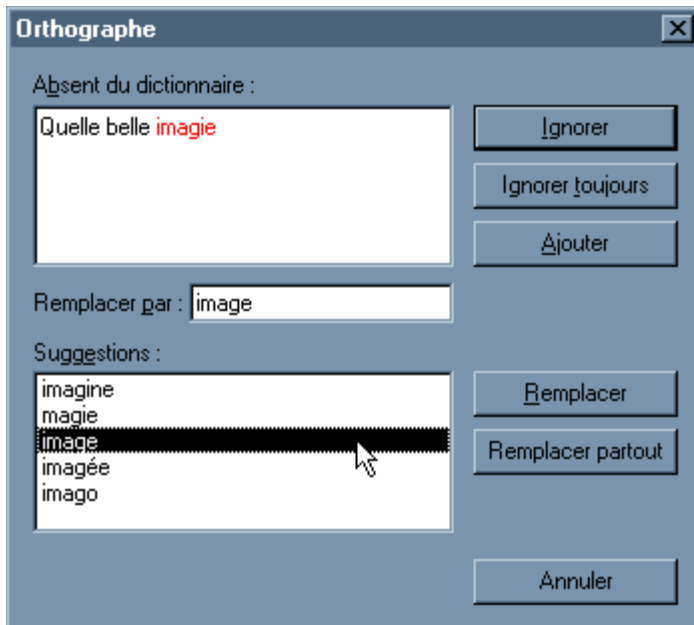 Orthographe
Absent du dictionnaire :
Quelle belle imagie
Ignorer
Ignorer toujours
Ajouter
Remplacer par : image
Suggestions :
imagine
magie
image
imagée
imago
Remplacer
Remplacer partout
Annuler